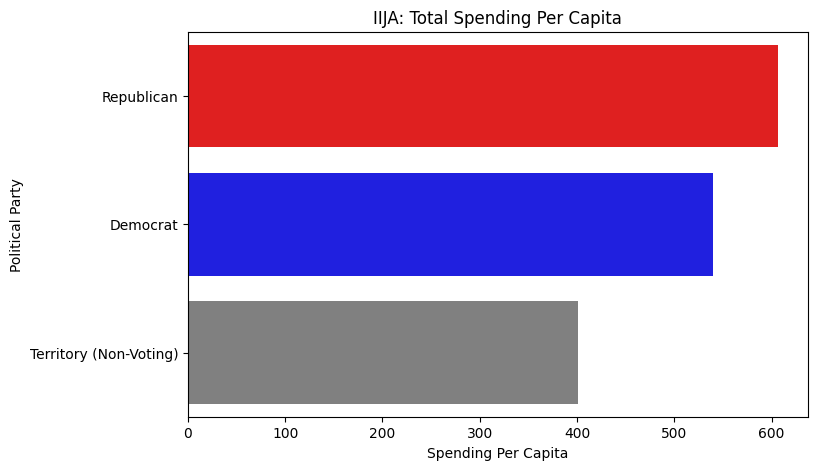 IIJA: Total Spending Per Capita
Political Party
Republican
Democrat
Territory (Non-Voting)
0 100 200 300 400 500 600
Spending Per Capita